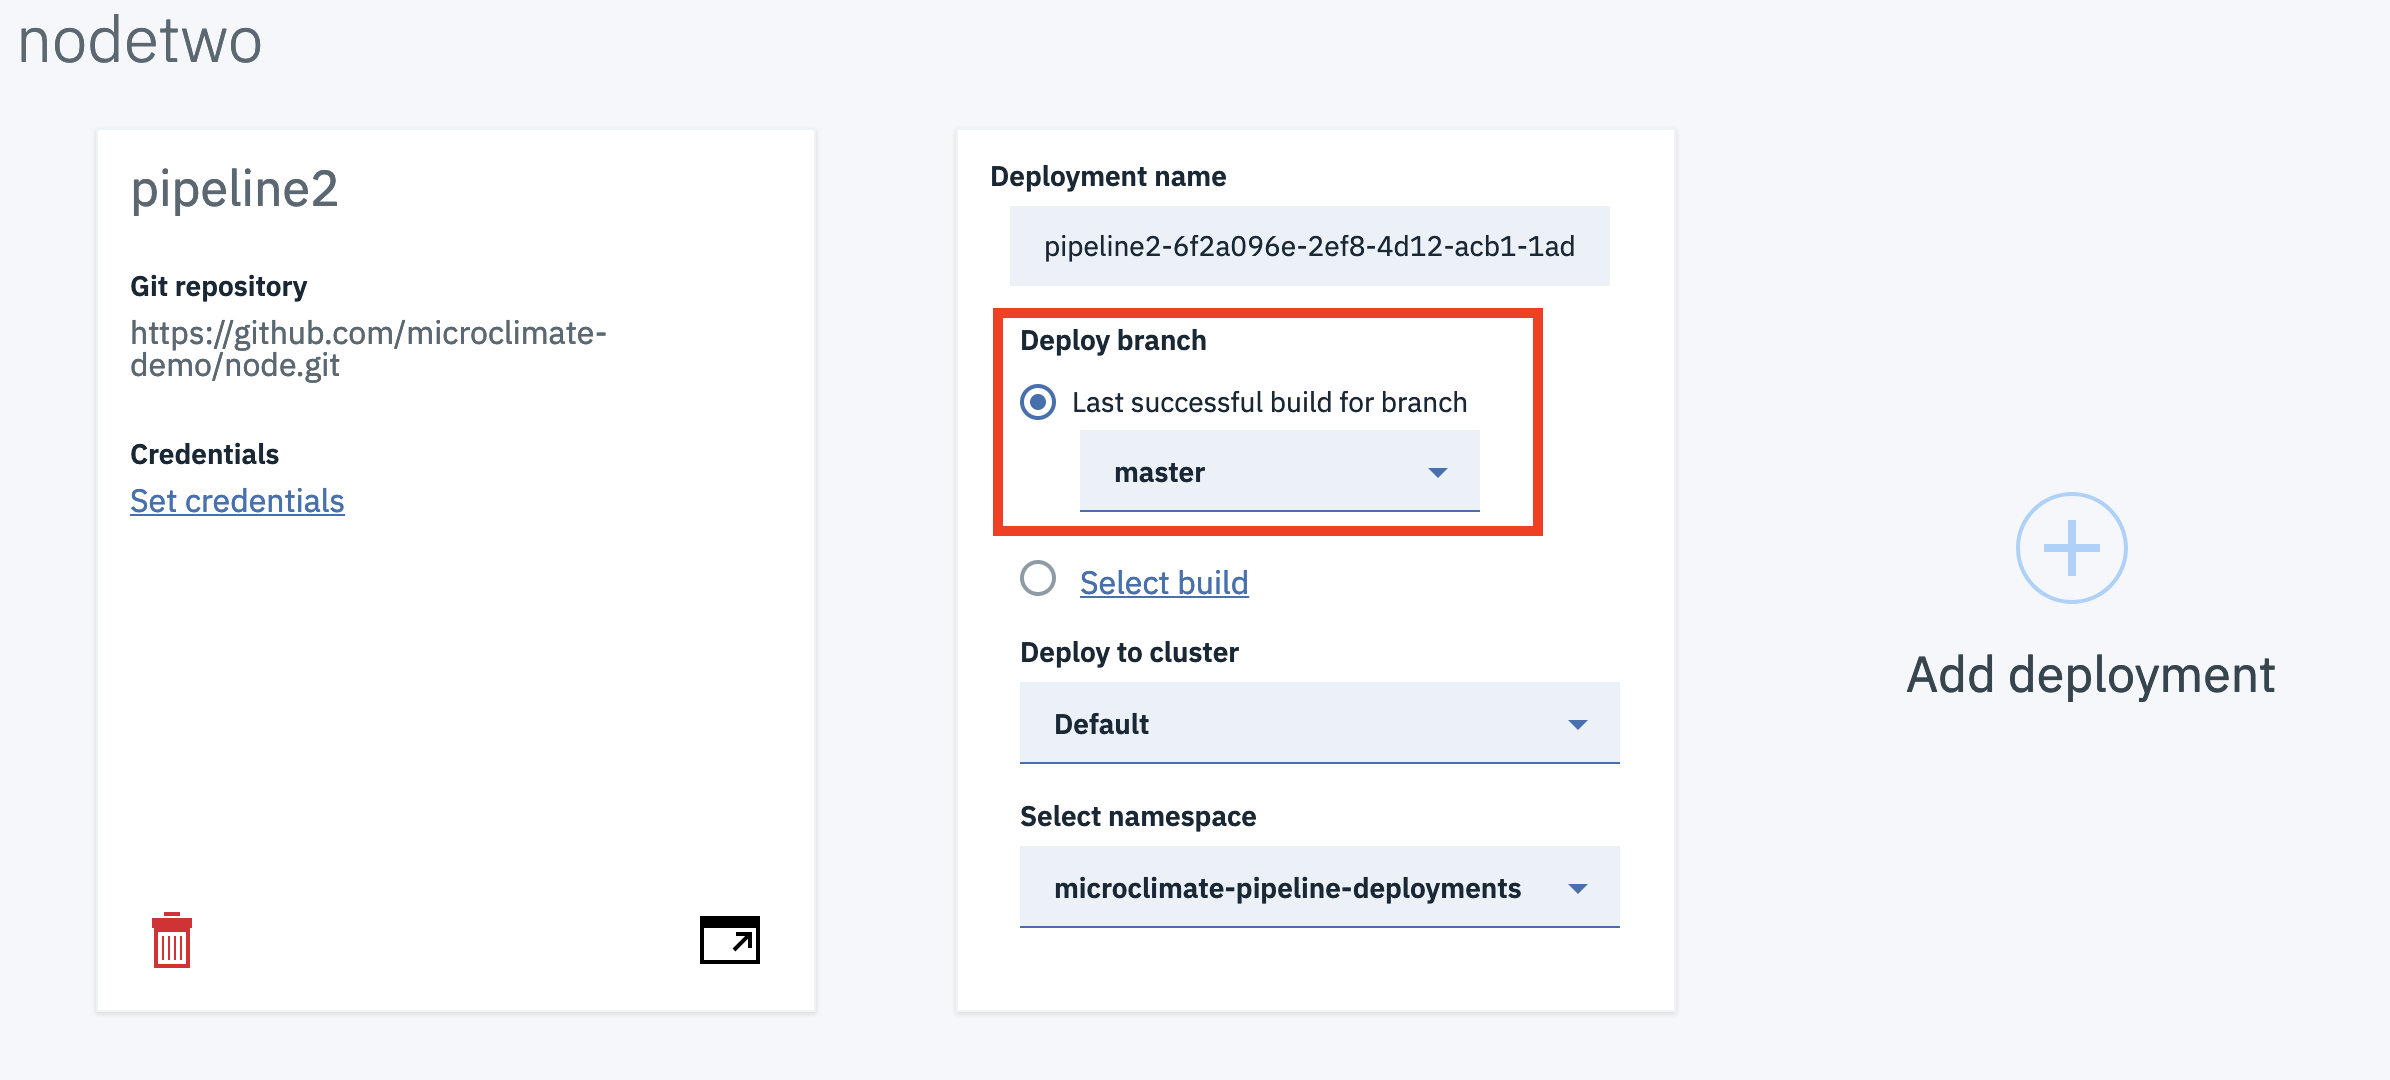 nodetwo
pipeline2
Git repository
https://github.com/microclimate-
demo/node.git
Credentials
Set credentials
Deployment name
pipeline2-6f2a096e-2ef8-4d12-acb1-1ad
Deploy branch
Last successful build for branch
master
Select build
Deploy to cluster
Default
Select namespace
microclimate-pipeline-deployments
Add deployment